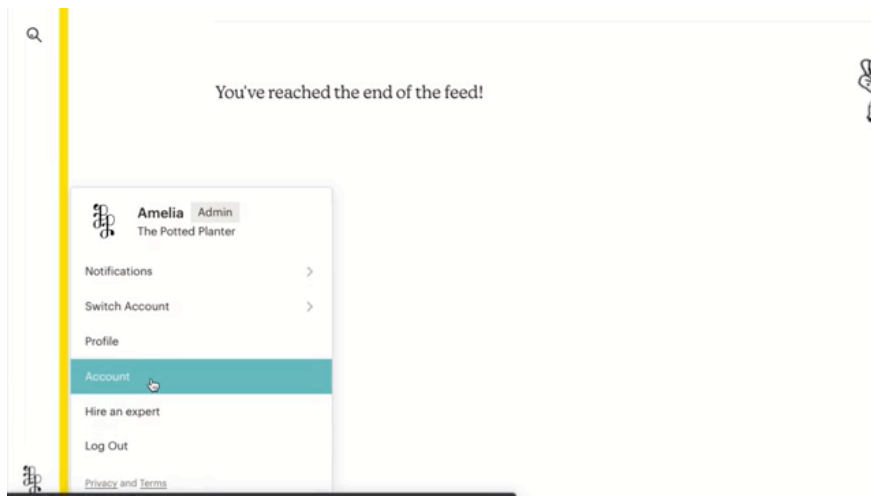 You've reached the end of the feed!
Amelia Admin
The Potted Planter
Notifications
Switch Account
Profile
Account
Hire an expert
Log Out
Privacy and Terms